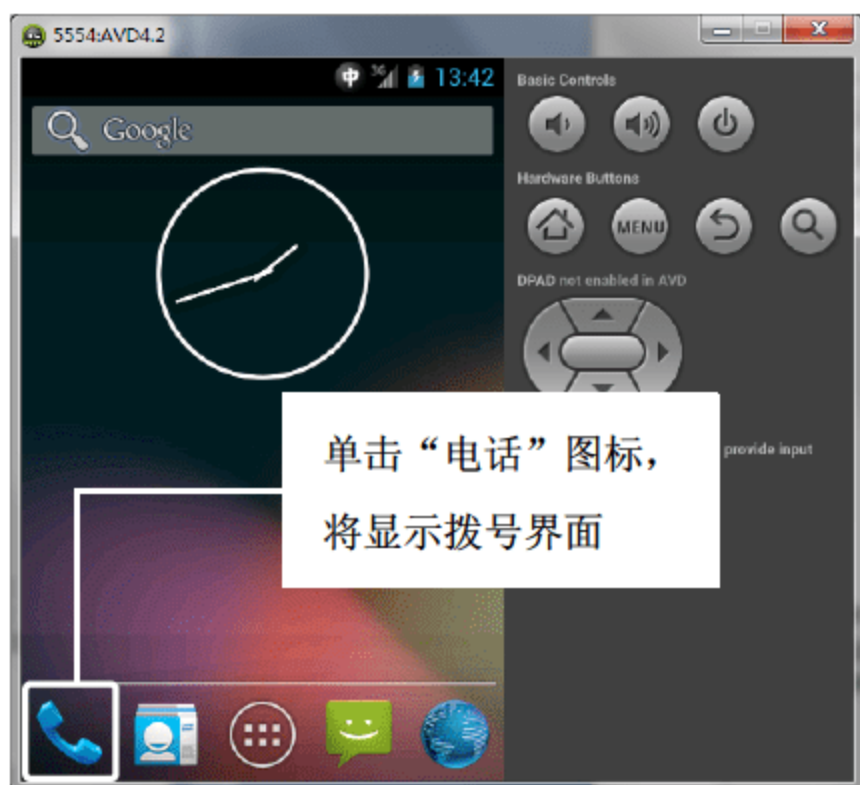 5554:AVD4.2
3G 13:42
Google
Basic Controls
Hardware Buttons
MENU
DPAD not enabled in AVD
provide input
单击“电话”图标，
将显示拨号界面